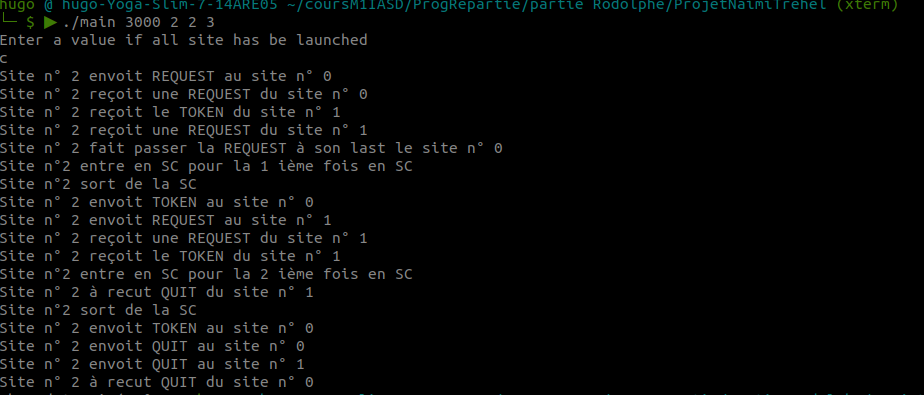 hugo @ hugo-Yoga-Slim-7-14ARE05 ~/coursM1IASD/ProgRepartie/partie Rodolphe/ProjetNaimiTrehel (xterm)
└─ $ ▶ ./main 3000 2 2 3
Enter a value if all site has be launched
c
Site n° 2 envoit REQUEST au site n° 0
Site n° 2 reçoit une REQUEST du site n° 0
Site n° 2 reçoit le TOKEN du site n° 1
Site n° 2 reçoit une REQUEST du site n° 1
Site n° 2 fait passer la REQUEST à son last le site n° 0
Site n°2 entre en SC pour la 1 ième fois en SC
Site n°2 sort de la SC
Site n° 2 envoit TOKEN au site n° 0
Site n° 2 envoit REQUEST au site n° 1
Site n° 2 reçoit une REQUEST du site n° 1
Site n° 2 reçoit le TOKEN du site n° 1
Site n°2 entre en SC pour la 2 ième fois en SC
Site n° 2 à recut QUIT du site n° 1
Site n°2 sort de la SC
Site n° 2 envoit TOKEN au site n° 0
Site n° 2 envoit QUIT au site n° 0
Site n° 2 envoit QUIT au site n° 1
Site n° 2 à recut QUIT du site n° 0